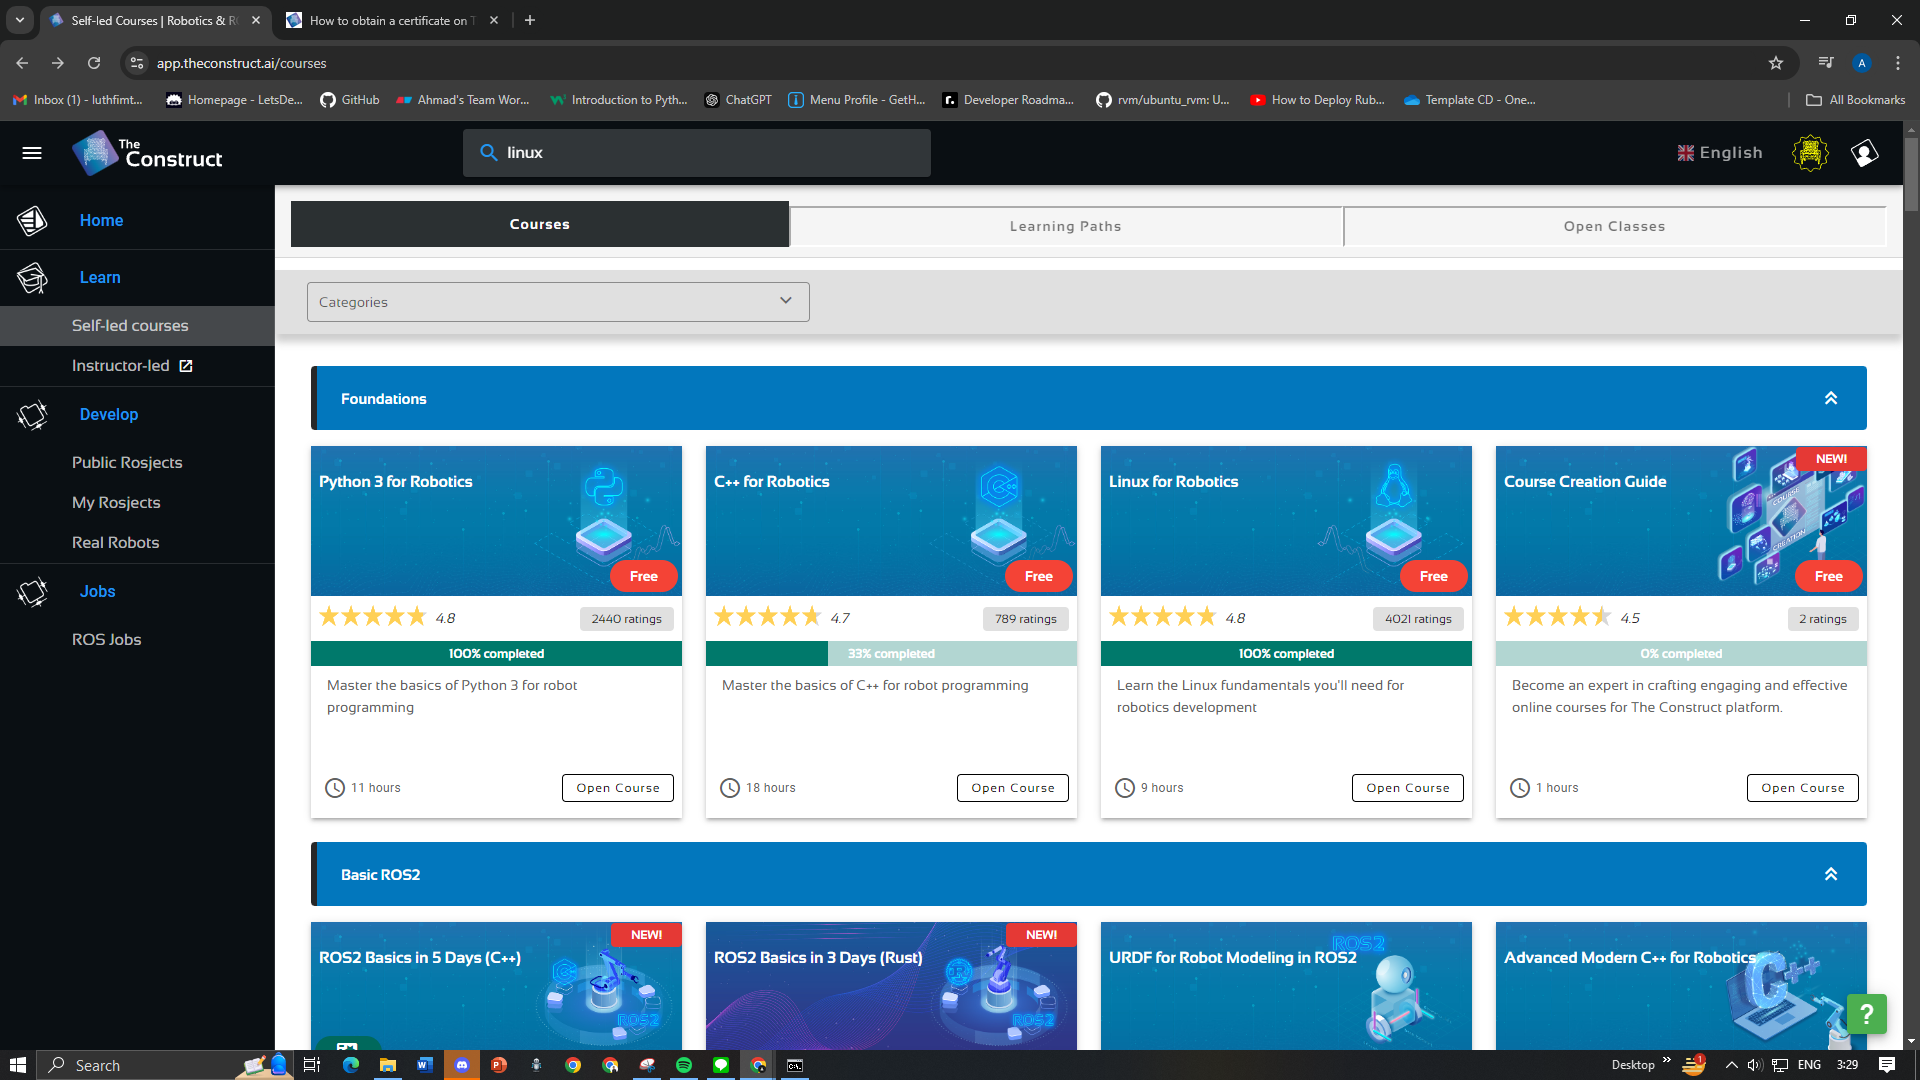 Self-led Courses | Robotics & R
How to obtain a certificate on T
app.theconstruct.ai/courses
A
Inbox (1) - luthfimt...
Homepage - LetsDe...
GitHub
Ahmad's Team Wor...
Introduction to Pyth...
ChatGPT
Menu Profile - GetH...
Developer Roadma...
rvm/ubuntu_rvm: U...
How to Deploy Rub...
Template CD - One...
All Bookmarks
The
Construct
linux
English
Home
Learn
Self-led courses
Instructor-led
Develop
Public Rosjects
My Rosjects
Real Robots
Jobs
ROS Jobs
Courses
Learning Paths
Open Classes
Categories
Foundations
Python 3 for Robotics
Free
4.8
2440 ratings
100% completed
Master the basics of Python 3 for robot
programming
11 hours
Open Course
C++ for Robotics
Free
4.7
789 ratings
33% completed
Master the basics of C++ for robot programming
18 hours
Open Course
Linux for Robotics
Free
4.8
4021 ratings
100% completed
Learn the Linux fundamentals you'll need for
robotics development
9 hours
Open Course
NEW!
Course Creation Guide
COURSE
CREATION
Free
4.5
2 ratings
0% completed
Become an expert in crafting engaging and effective
online courses for The Construct platform.
1 hours
Open Course
Basic ROS2
NEW!
ROS2 Basics in 5 Days (C++)
ROS2
NEW!
ROS2 Basics in 3 Days (Rust)
ROS2
ROS2
URDF for Robot Modeling in ROS2
Advanced Modern C++ for Robotics
C++
?
Search
Desktop
1
ENG
3:29